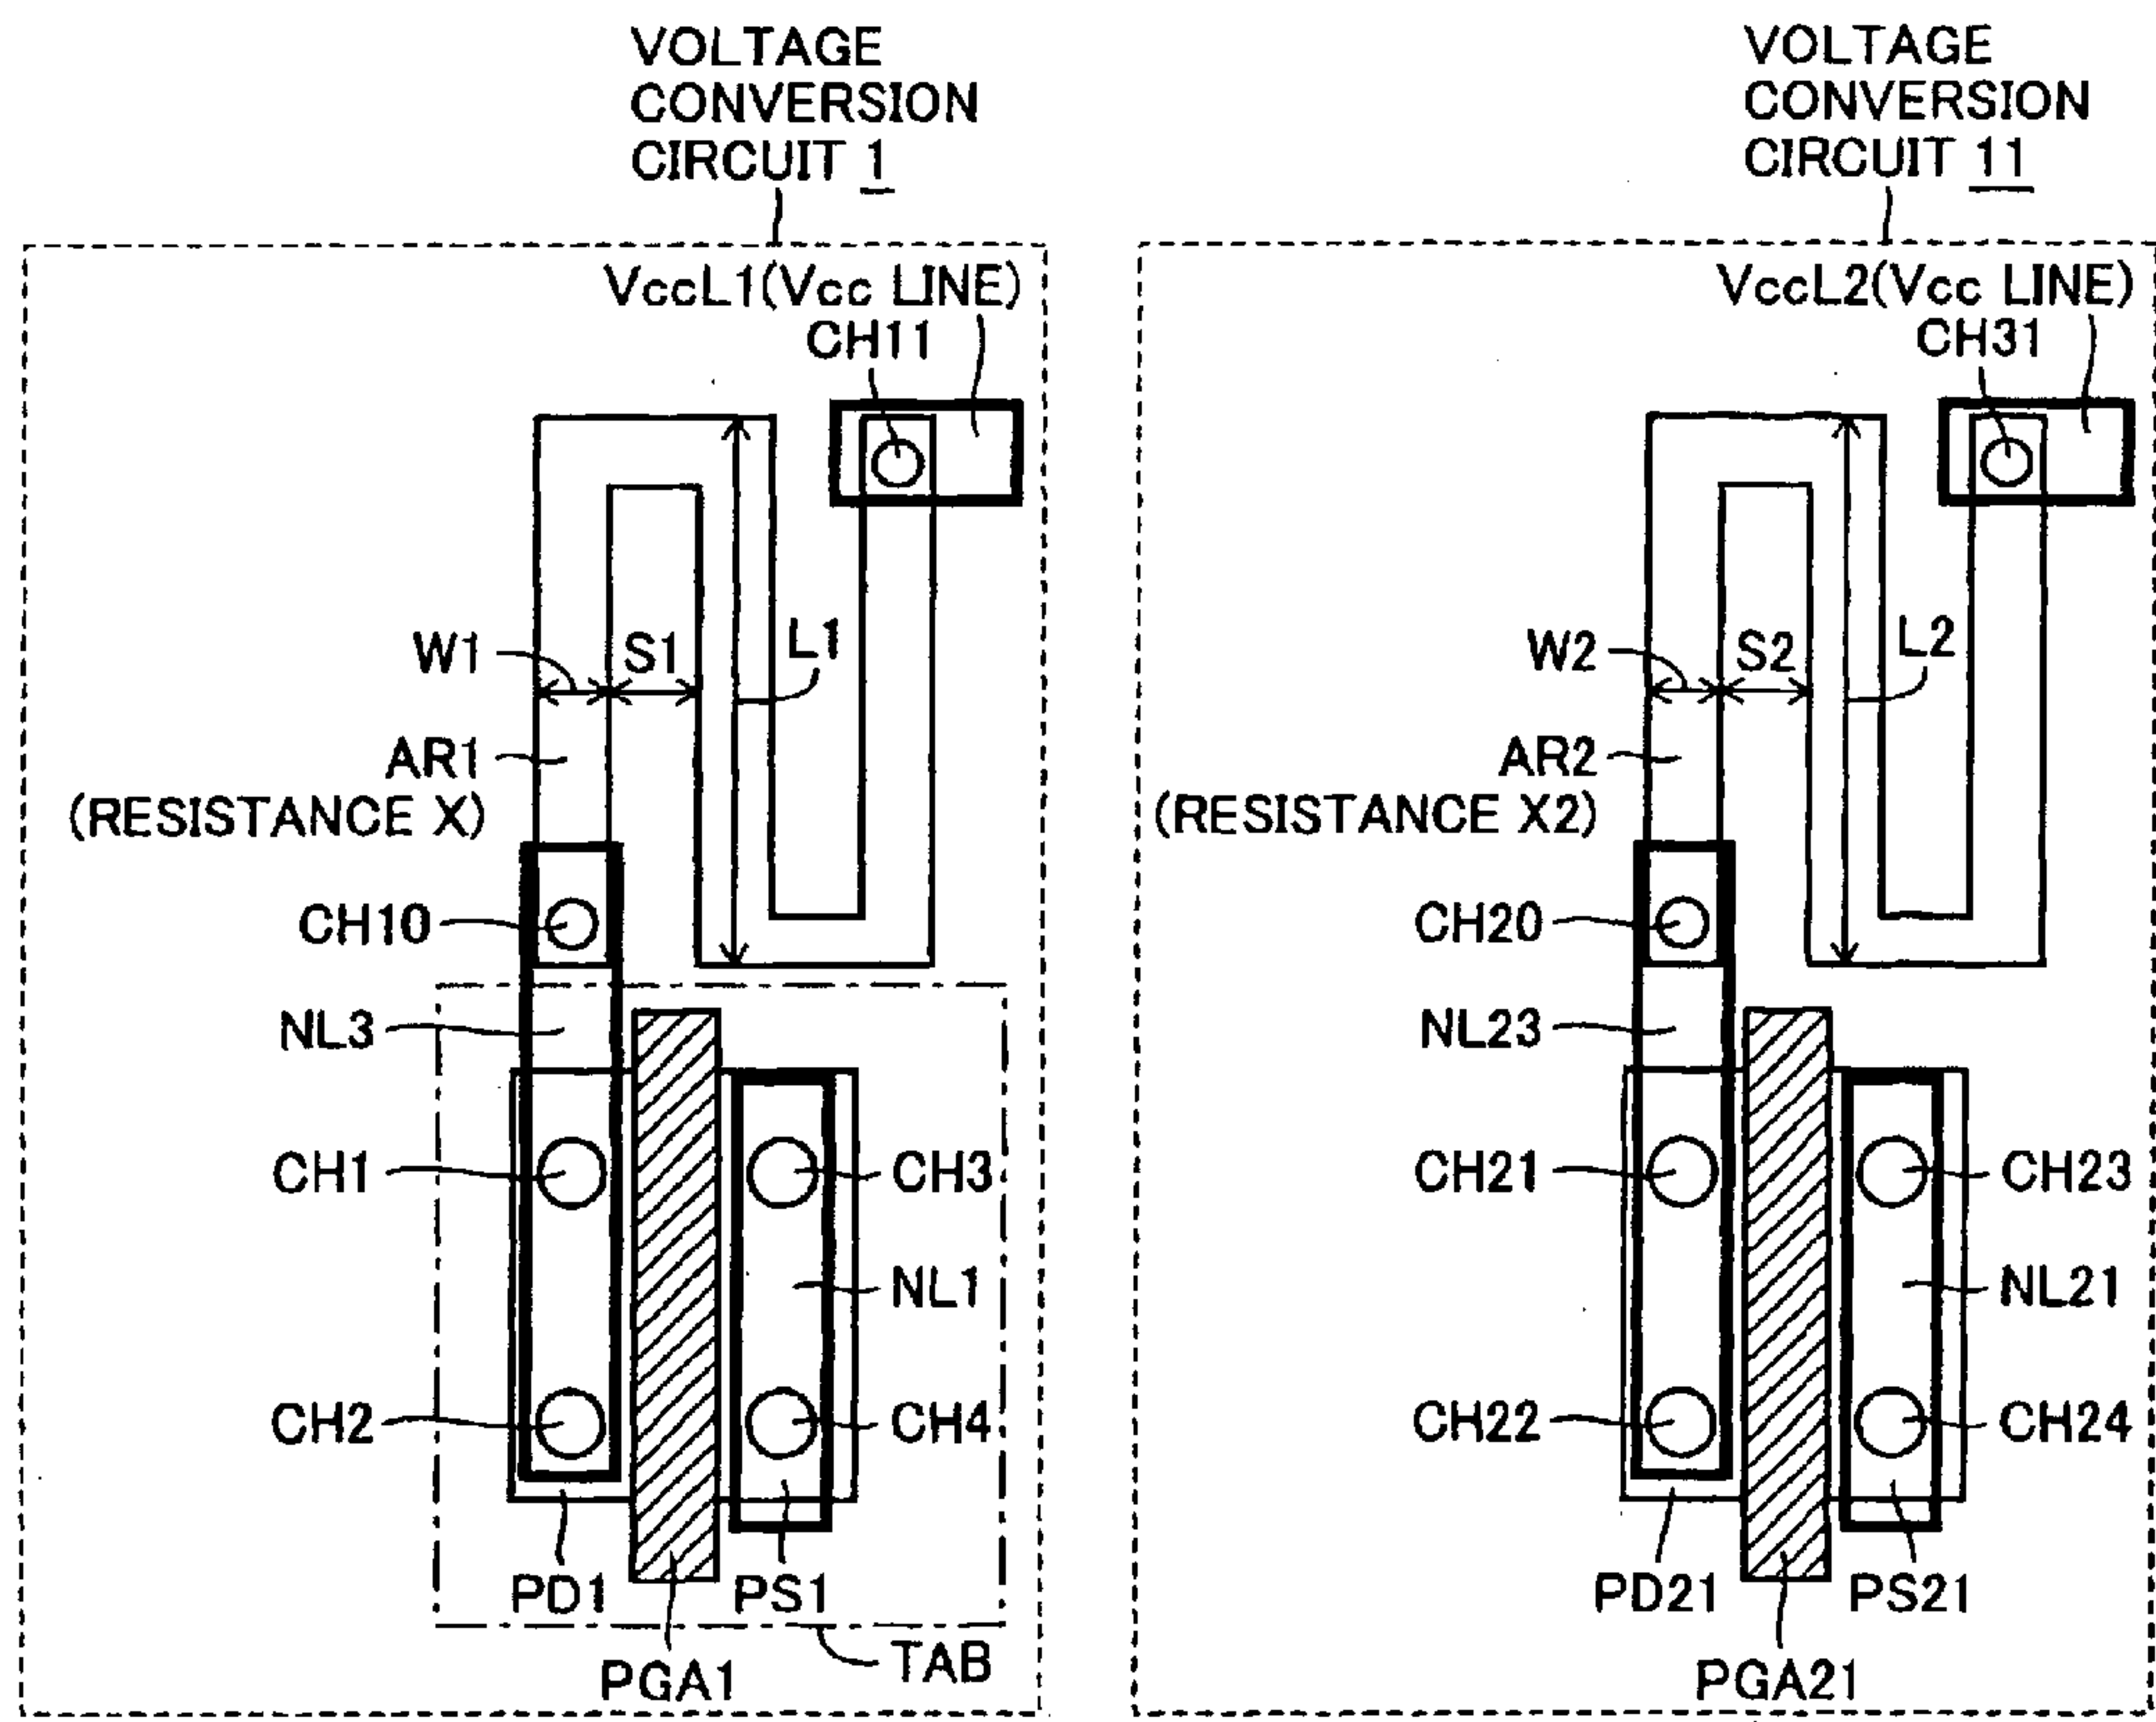 VOLTAGE
CONVERSION
CIRCUIT 1
VccL1(Vcc LINE)
CH11
W1
S1
L1
AR1
(RESISTANCE X)
CH10
NL3
CH1
CH3
NL1
CH2
CH4
PD1
PS1
PGA1
TAB
VOLTAGE
CONVERSION
CIRCUIT 11
VccL2(Vcc LINE)
CH31
W2
S2
L2
AR2
(RESISTANCE X2)
CH20
NL23
CH21
CH23
NL21
CH22
CH24
PD21
PS21
PGA21